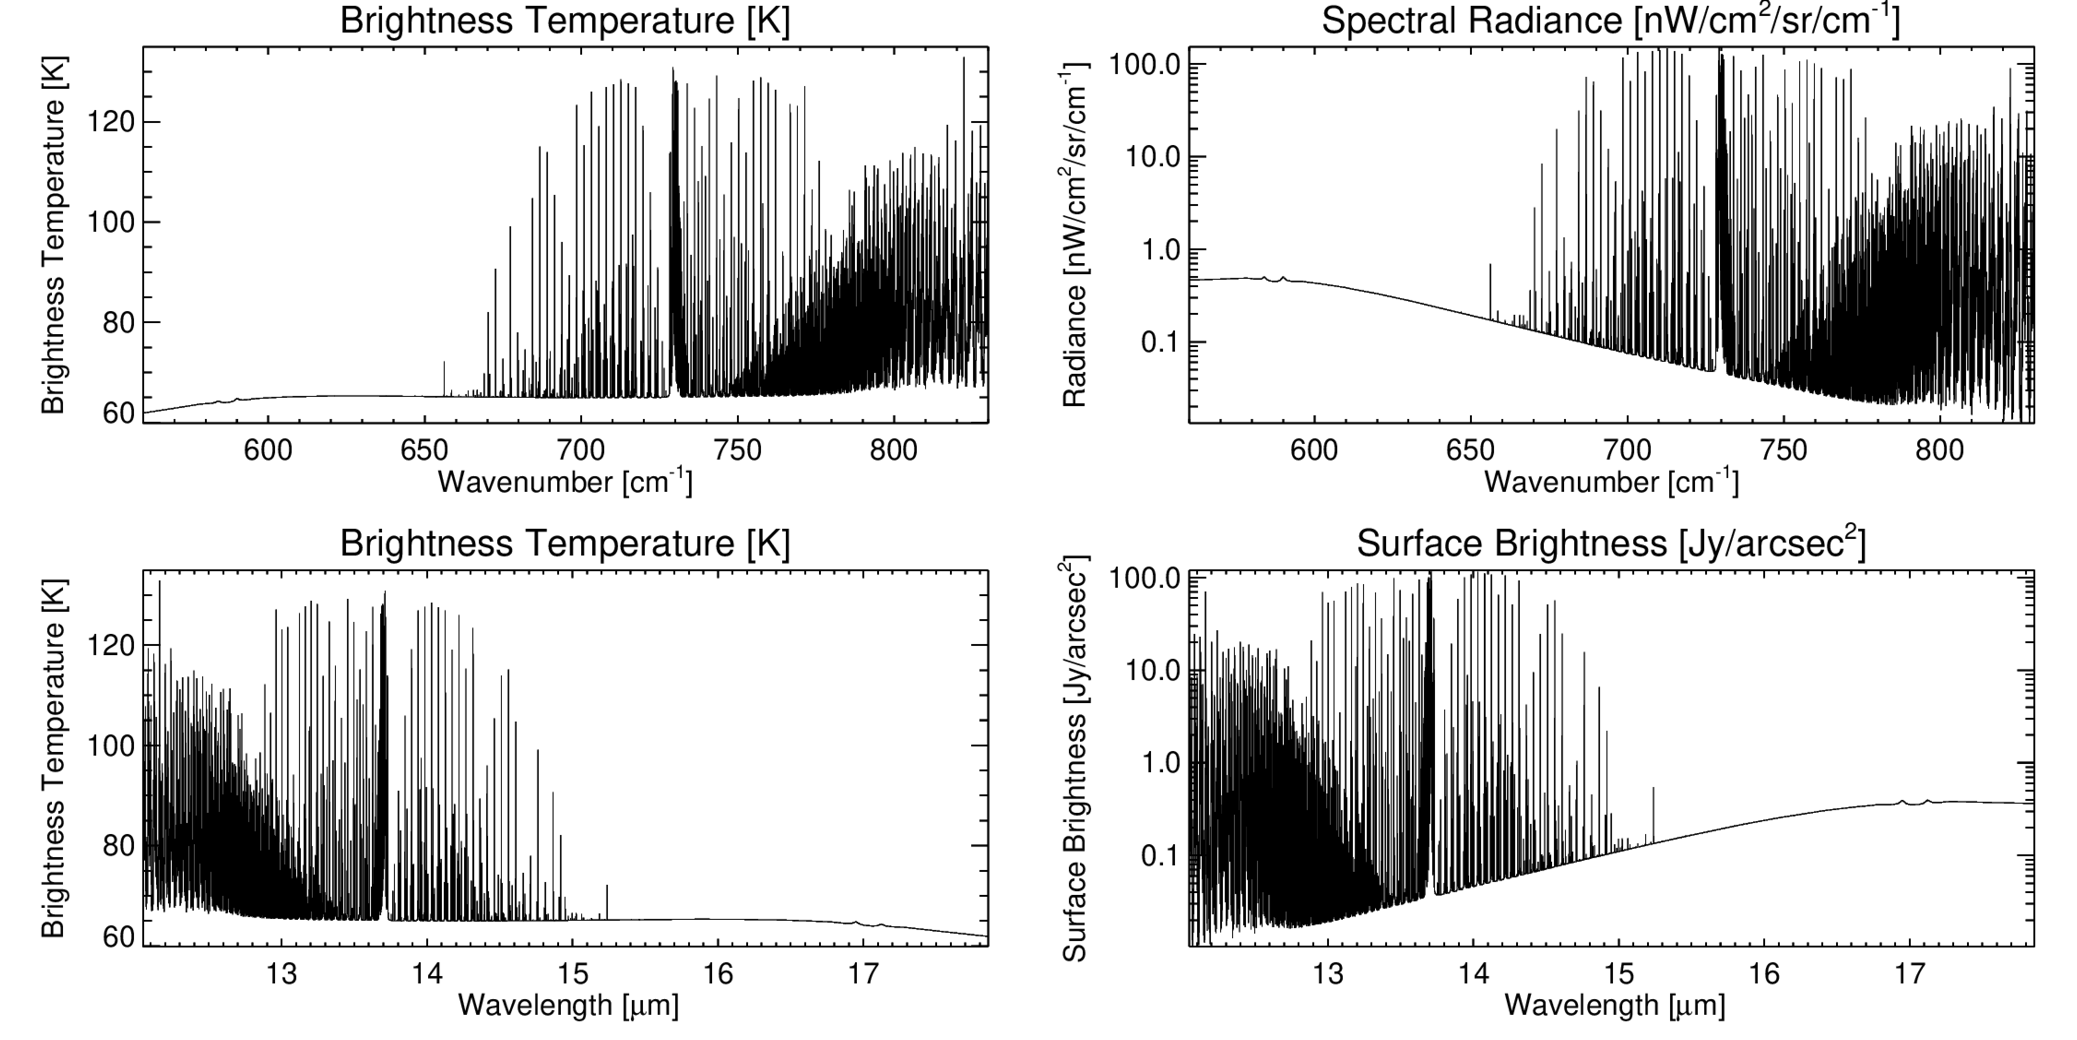 Brightness Temperature [K]
Brightness Temperature [K]
120
100
80
60
600 650 700 750 800
Wavenumber [cm⁻¹]
Spectral Radiance [nW/cm²/sr/cm⁻¹]
Radiance [nW/cm²/sr/cm⁻¹]
100.0
10.0
1.0
0.1
600 650 700 750 800
Wavenumber [cm⁻¹]
Brightness Temperature [K]
Brightness Temperature [K]
120
100
80
60
13 14 15 16 17
Wavelength [μm]
Surface Brightness [Jy/arcsec²]
Surface Brightness [Jy/arcsec²]
100.0
10.0
1.0
0.1
13 14 15 16 17
Wavelength [μm]